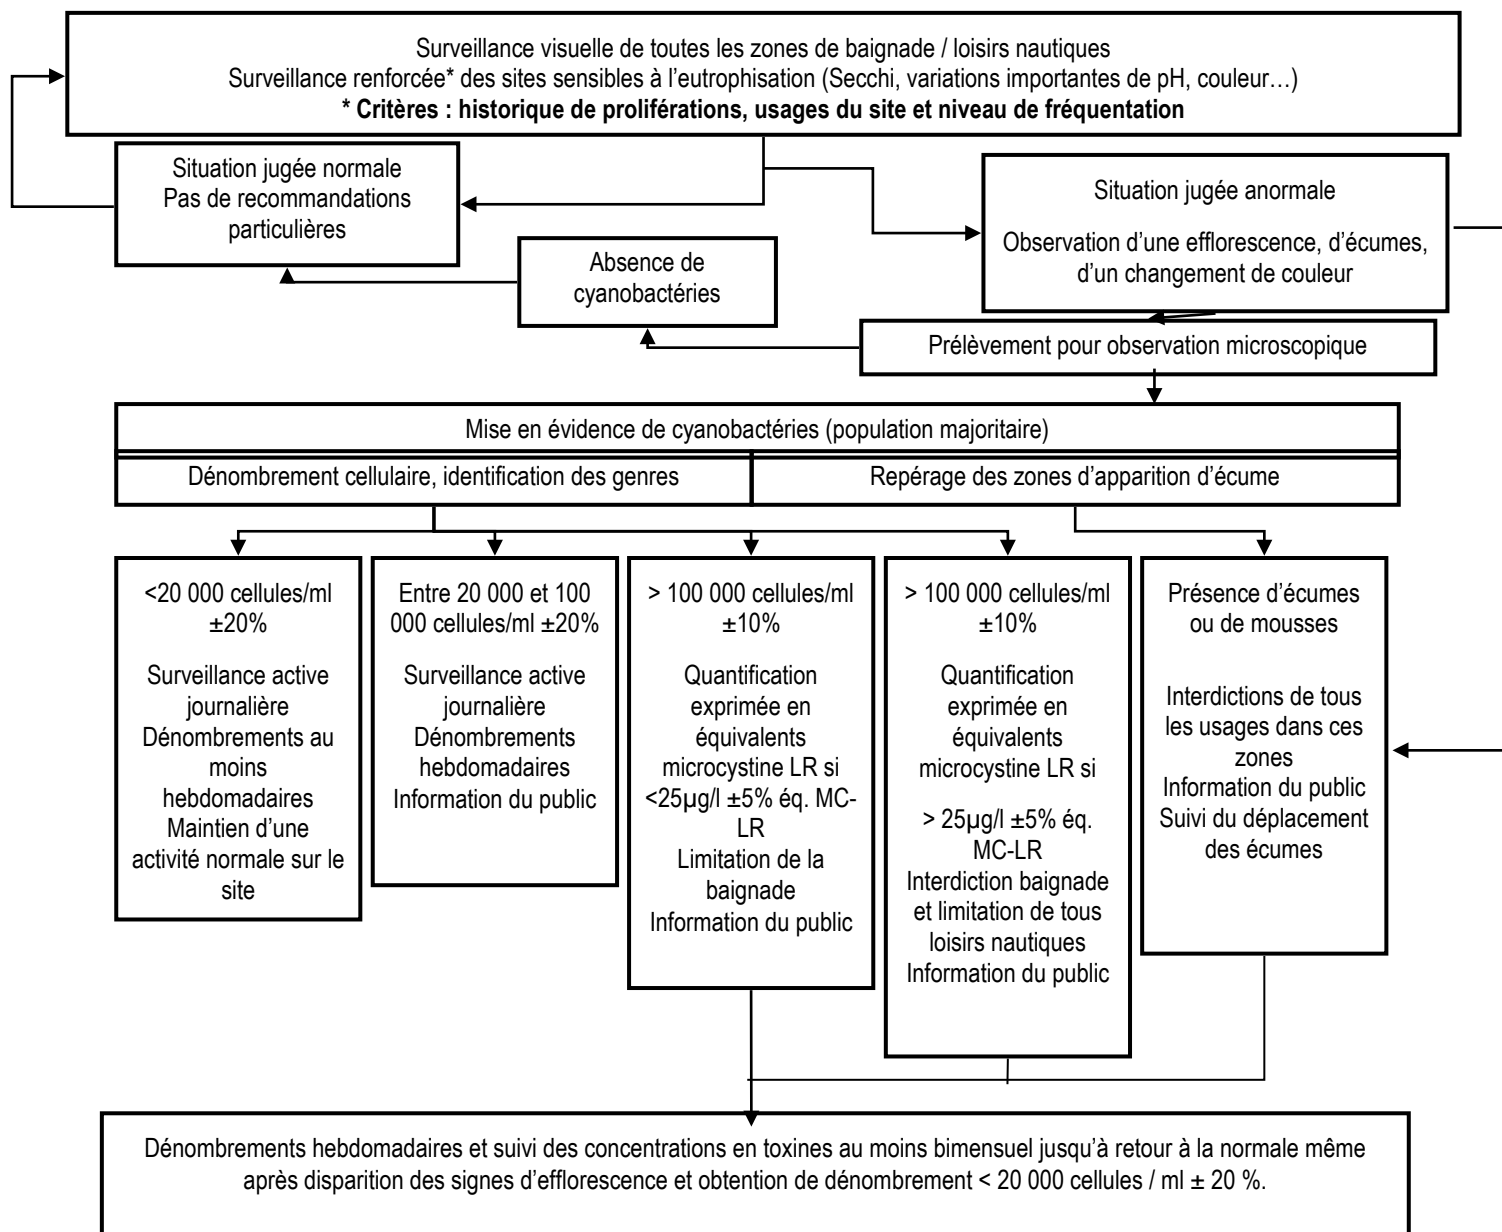 Surveillance visuelle de toutes les zones de baignade / loisirs nautiques
Surveillance renforcée* des sites sensibles à l’eutrophisation (Secchi, variations importantes de pH, couleur…)
* Critères : historique de proliférations, usages du site et niveau de fréquentation
Situation jugée normale
Pas de recommandations
particulières
Situation jugée anormale
Observation d’une efflorescence, d’écumes,
d’un changement de couleur
Absence de
cyanobactéries
Prélèvement pour observation microscopique
Mise en évidence de cyanobactéries (population majoritaire)
Dénombrement cellulaire, identification des genres
Repérage des zones d’apparition d’écume
<20 000 cellules/ml
±20%
Surveillance active
journalière
Dénombrements au
moins
hebdomadaires
Maintien d’une
activité normale sur le
site
Entre 20 000 et 100
000 cellules/ml ±20%
Surveillance active
journalière
Dénombrements
hebdomadaires
Information du public
> 100 000 cellules/ml
±10%
Quantification
exprimée en
équivalents
microcystine LR si
<25µg/l ±5% éq. MC-
LR
Limitation de la
baignade
Information du public
> 100 000 cellules/ml
±10%
Quantification
exprimée en
équivalents
microcystine LR si
> 25µg/l ±5% éq.
MC-LR
Interdiction baignade
et limitation de tous
loisirs nautiques
Information du public
Présence d’écumes
ou de mousses
Interdictions de tous
les usages dans ces
zones
Information du public
Suivi du déplacement
des écumes
Dénombrements hebdomadaires et suivi des concentrations en toxines au moins bimensuel jusqu’à retour à la normale même
après disparition des signes d’efflorescence et obtention de dénombrement < 20 000 cellules / ml ± 20 %.